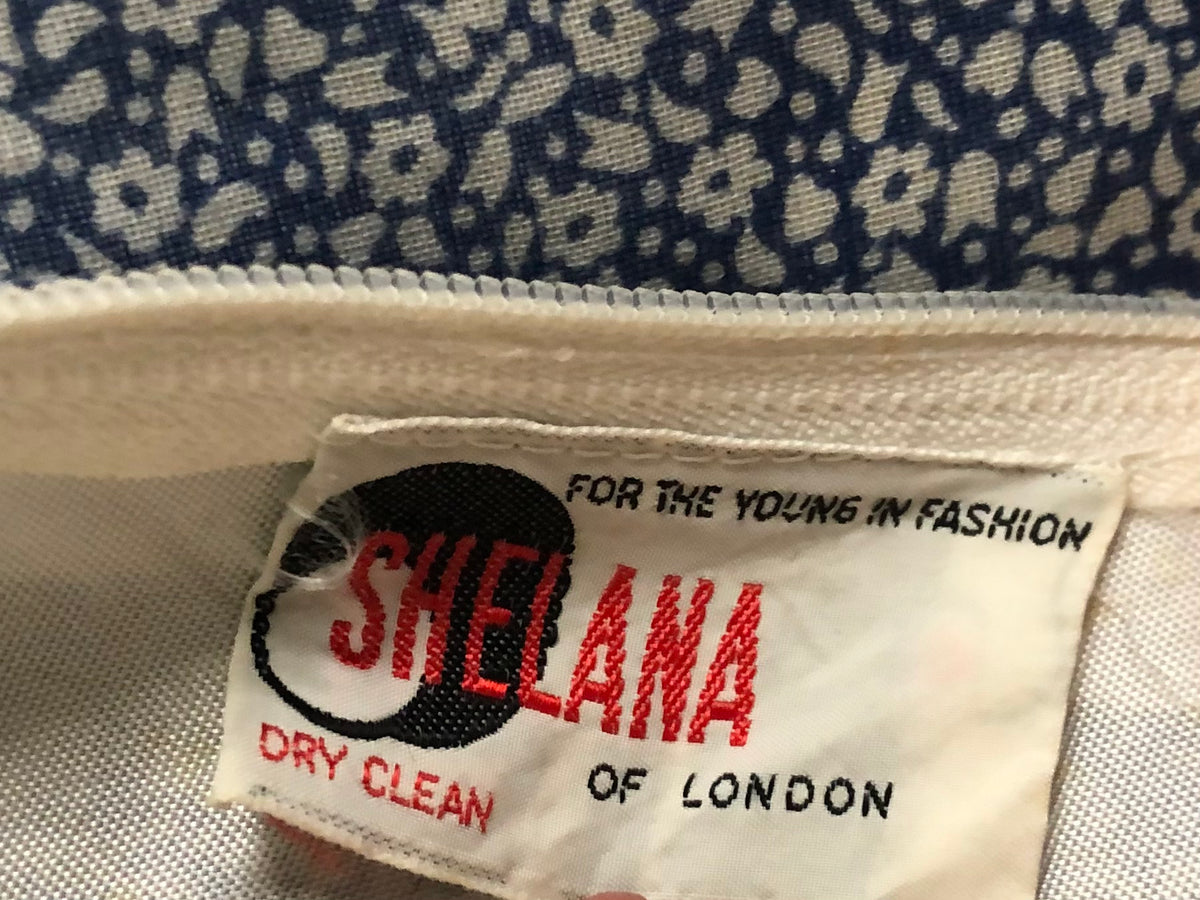 FOR THE YOUNG IN FASHION
SHELANA
DRY CLEAN
OF LONDON